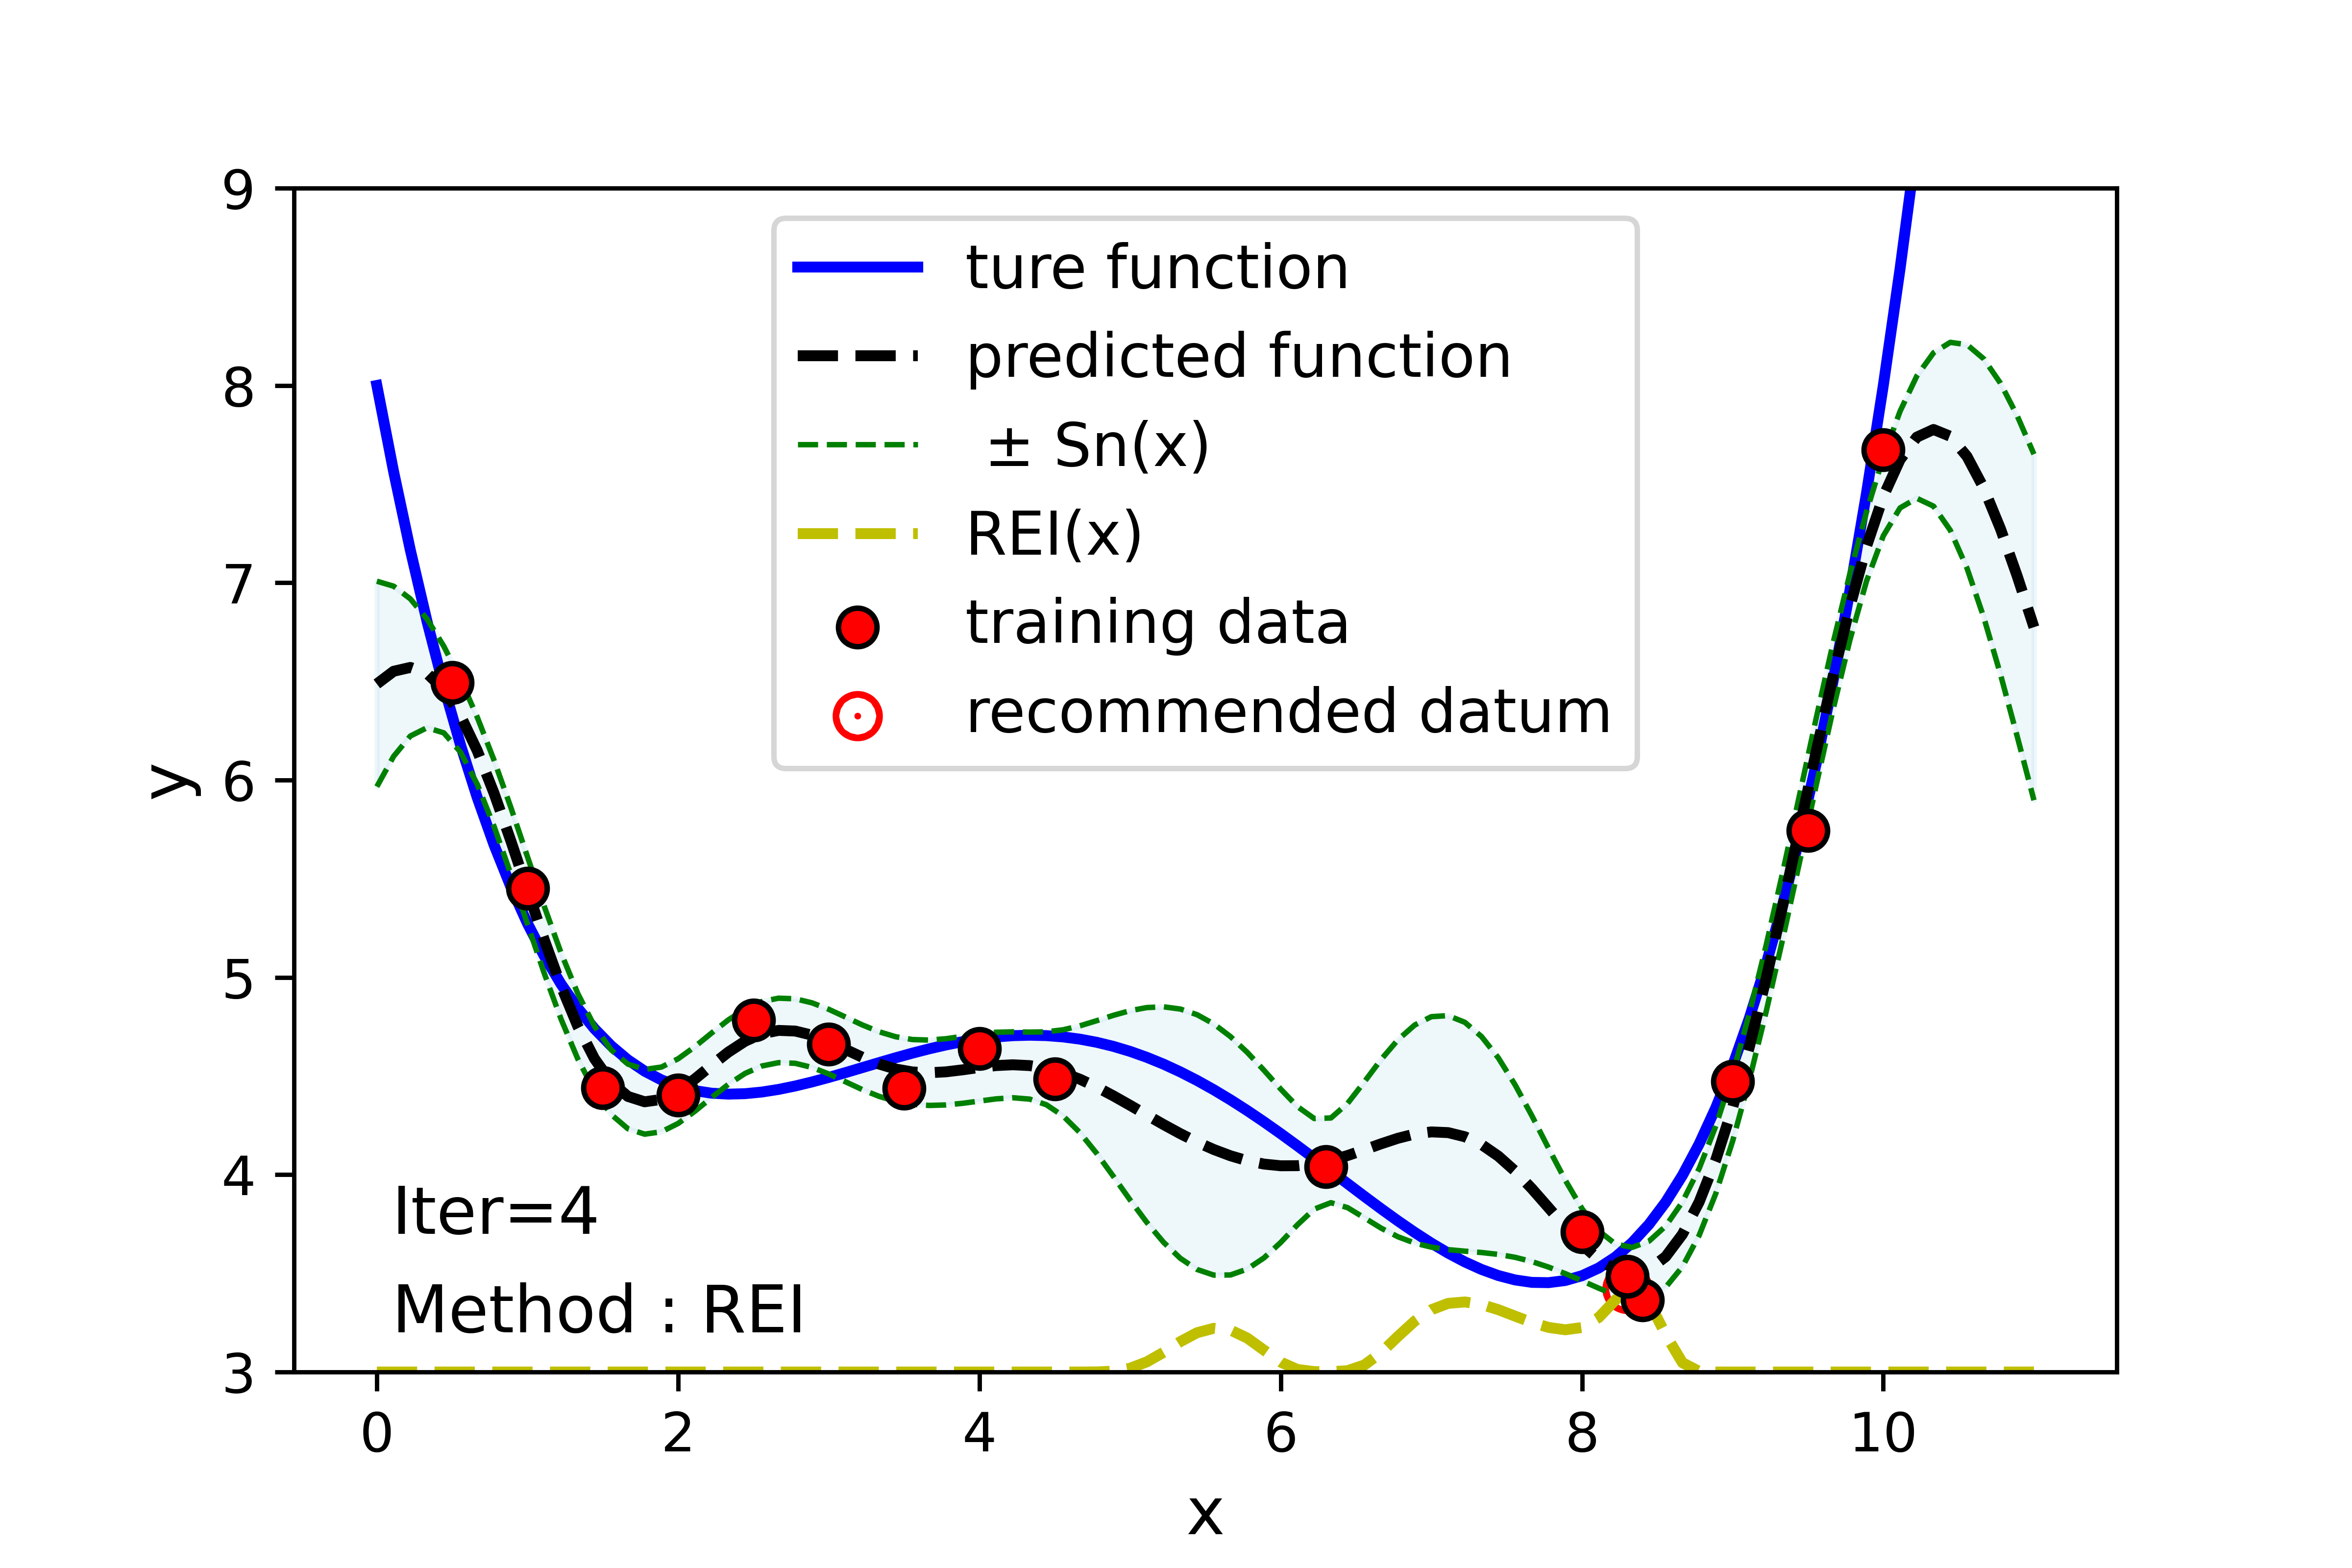 9
8
7
6
5
4
3
y
ture function
predicted function
± Sn(x)
REI(x)
training data
recommended datum
Iter=4
Method : REI
0 2 4 6 8 10
x